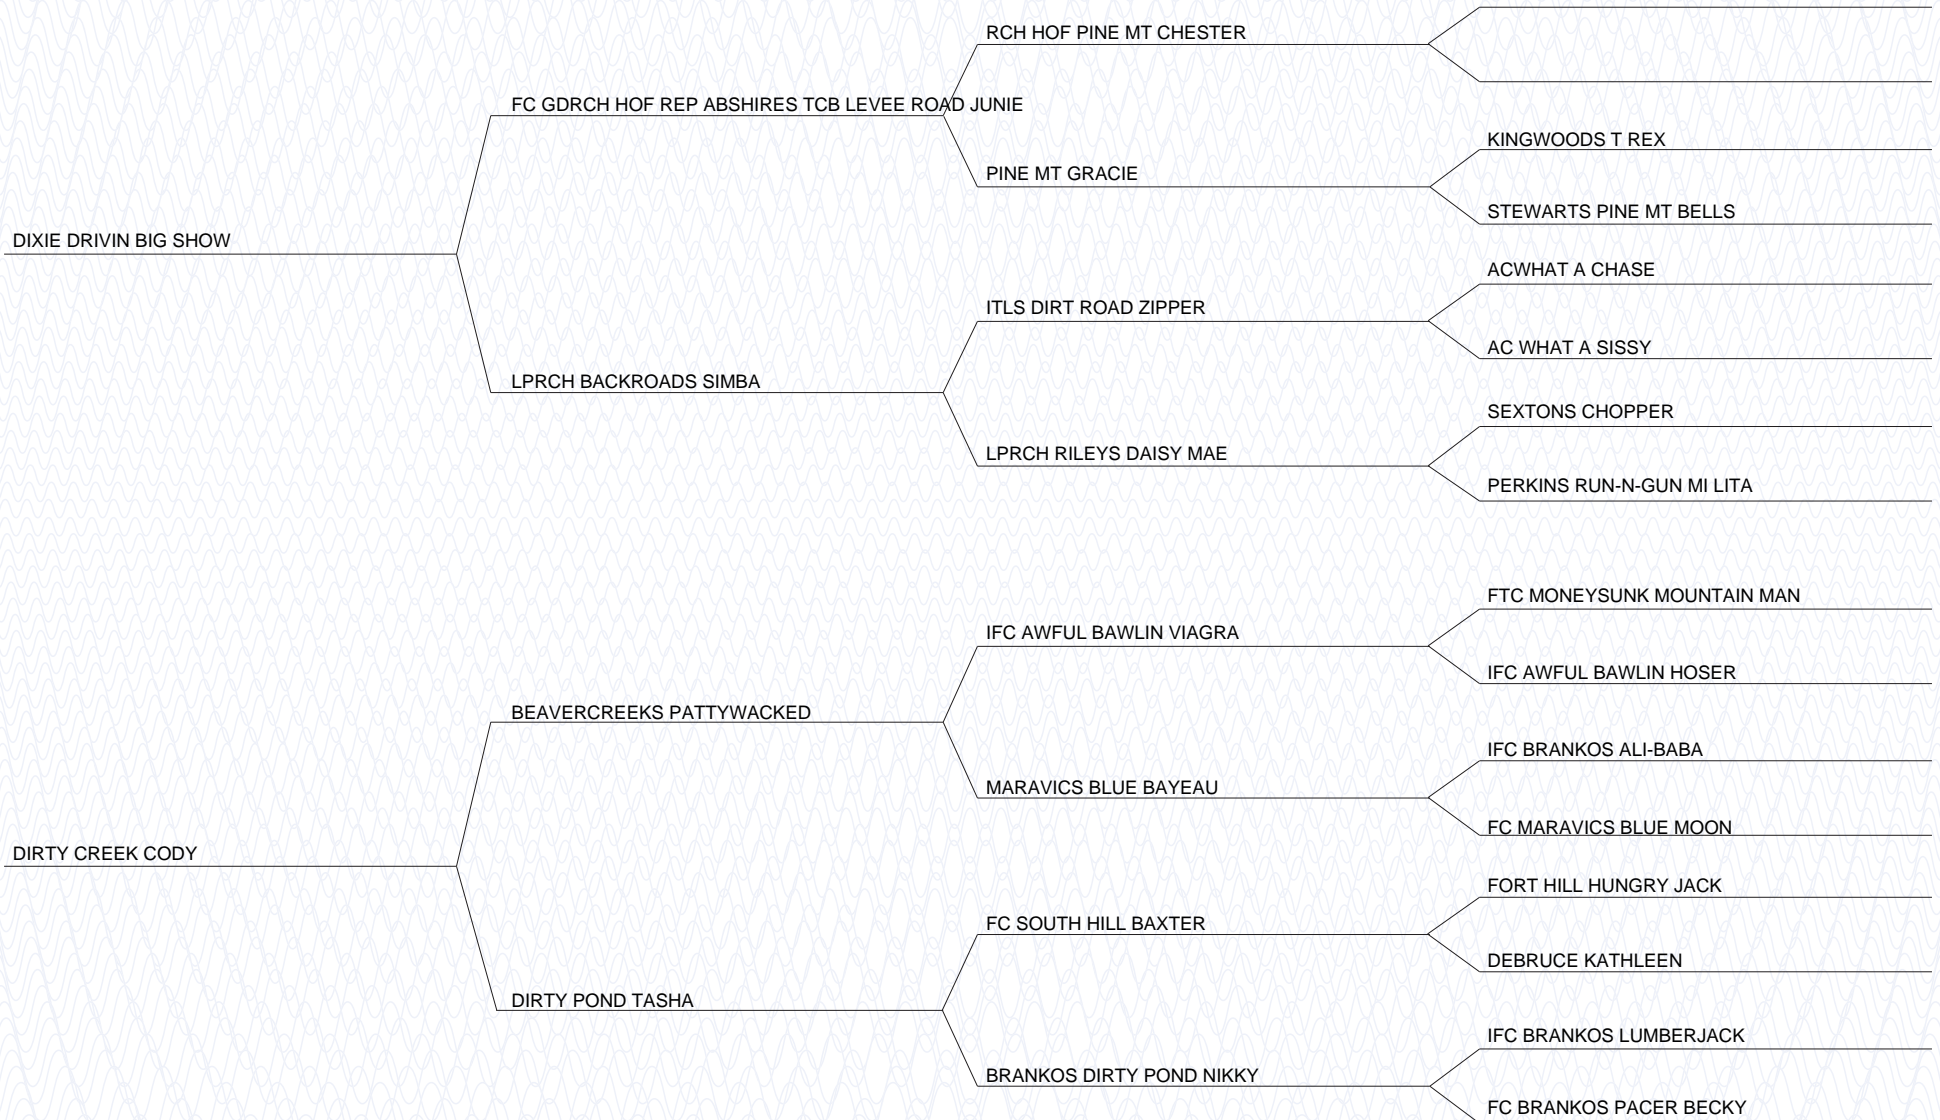 RCH HOF PINE MT CHESTER
FC GDRCH HOF REP ABSHIRES TCB LEVEE ROAD JUNIE
KINGWOODS T REX
PINE MT GRACIE
STEWARTS PINE MT BELLS
DIXIE DRIVIN BIG SHOW
ACWHAT A CHASE
ITLS DIRT ROAD ZIPPER
AC WHAT A SISSY
LPRCH BACKROADS SIMBA
SEXTONS CHOPPER
LPRCH RILEYS DAISY MAE
PERKINS RUN-N-GUN MI LITA
FTC MONEYSUNK MOUNTAIN MAN
IFC AWFUL BAWLIN VIAGRA
IFC AWFUL BAWLIN HOSER
BEAVERCREEKS PATTYWACKED
IFC BRANKOS ALI-BABA
MARAVICS BLUE BAYEAU
FC MARAVICS BLUE MOON
DIRTY CREEK CODY
FORT HILL HUNGRY JACK
FC SOUTH HILL BAXTER
DEBRUCE KATHLEEN
DIRTY POND TASHA
IFC BRANKOS LUMBERJACK
BRANKOS DIRTY POND NIKKY
FC BRANKOS PACER BECKY